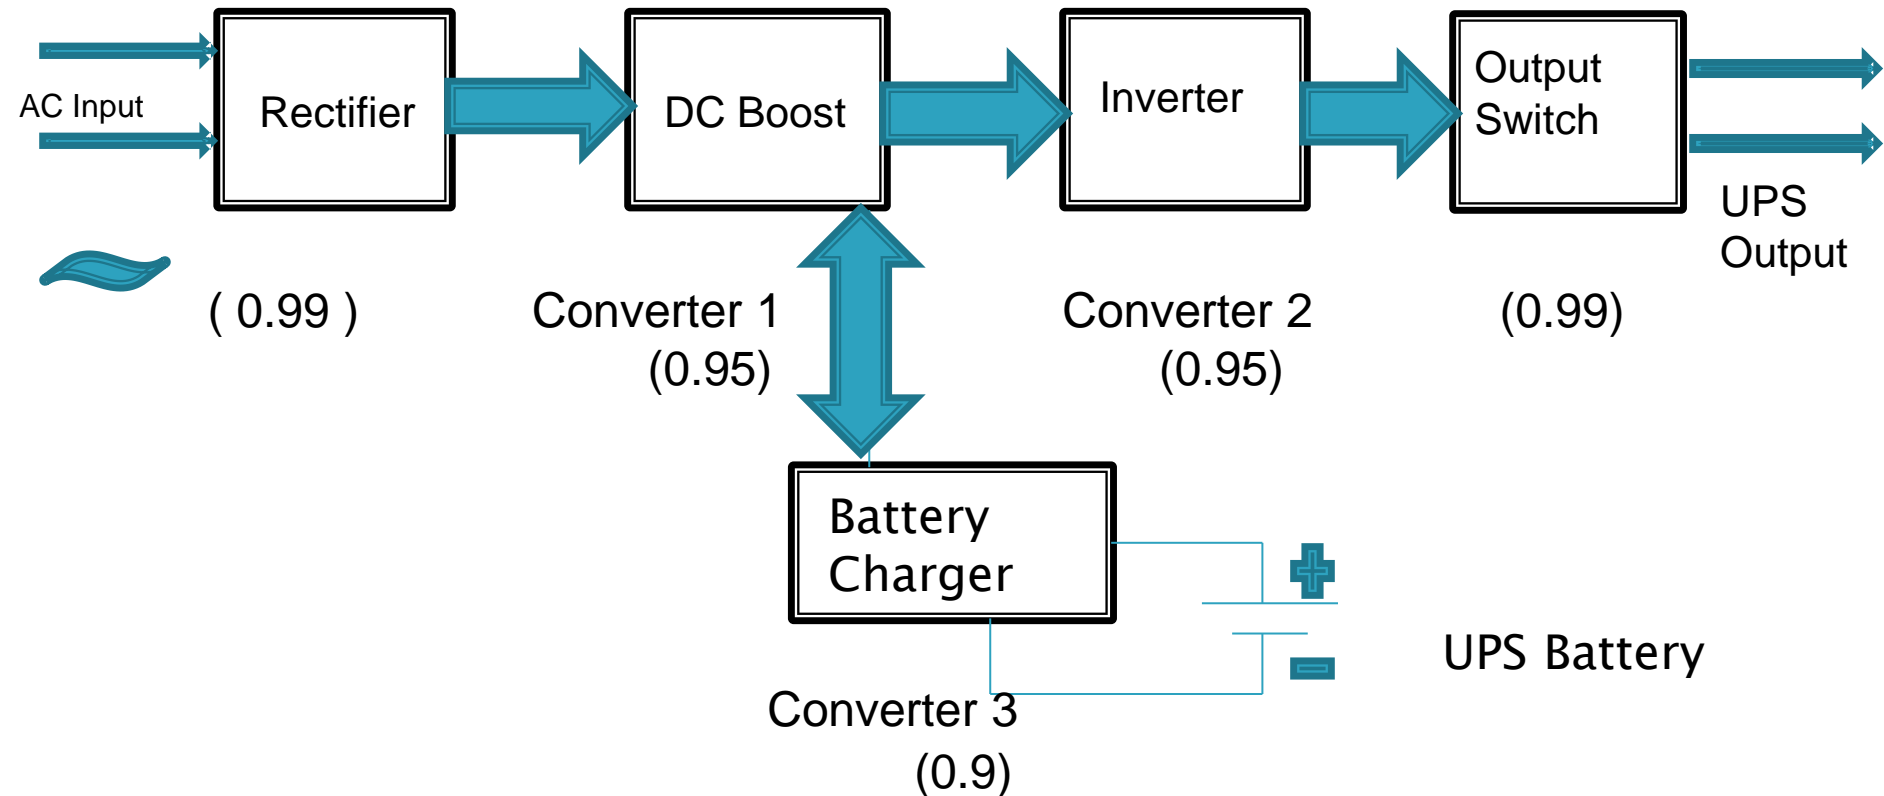 AC Input
Rectifier
DC Boost
Inverter
Output
Switch
UPS
Output
( 0.99 )
Converter 1
(0.95)
Converter 2
(0.95)
(0.99)
Battery
Charger
UPS Battery
Converter 3
(0.9)